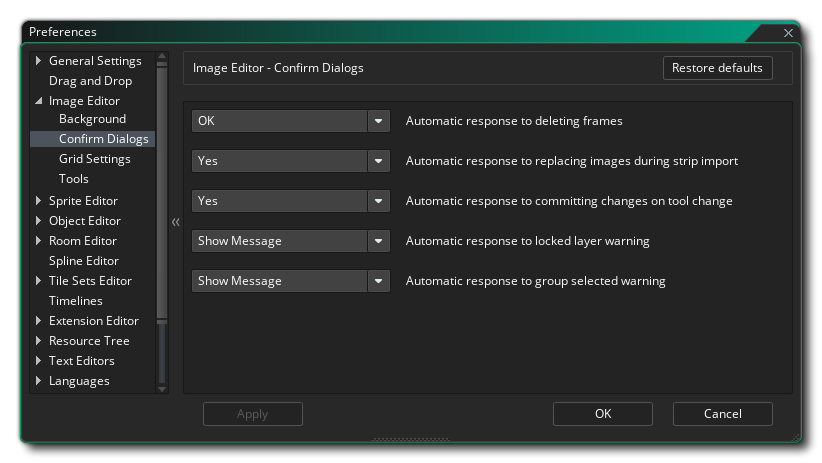 Preferences
General Settings
Drag and Drop
Image Editor
Background
Confirm Dialogs
Grid Settings
Tools
Sprite Editor
Object Editor
Room Editor
Spline Editor
Tile Sets Editor
Timelines
Extension Editor
Resource Tree
Text Editors
Languages
Image Editor - Confirm Dialogs
Restore defaults
OK
Automatic response to deleting frames
Yes
Automatic response to replacing images during strip import
Yes
Automatic response to committing changes on tool change
Show Message
Automatic response to locked layer warning
Show Message
Automatic response to group selected warning
Apply
OK
Cancel